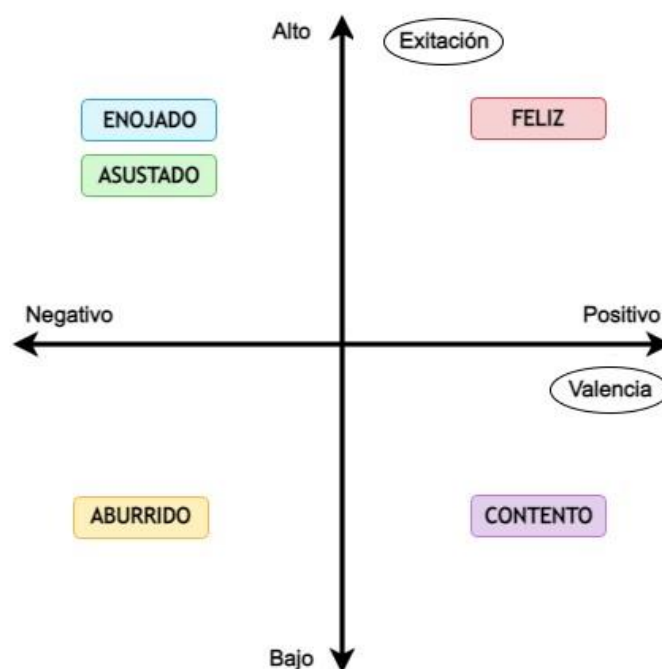 Alto
Exitación
ENOJADO
FELIZ
ASUSTADO
Negativo
Positivo
Valencia
ABURRIDO
CONTENTO
Bajo